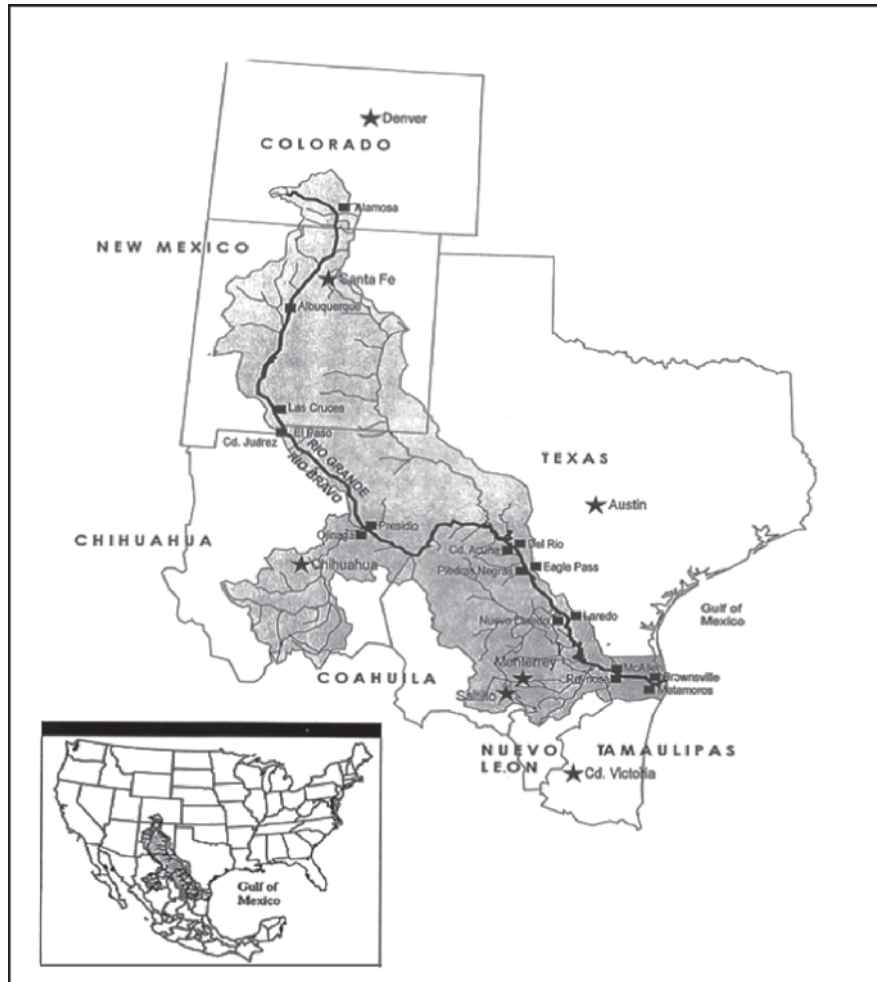 Denver
COLORADO
Alamosa
NEW MEXICO
Santa Fe
Albuquerque
Las Cruces
El Paso
Cd. Juárez
RIO GRANDE
RIO BRAVO
TEXAS
Austin
Presidio
Ojinaga
CHIHUAHUA
Chihuahua
Del Rio
Cd. Acuña
Eagle Pass
Piedras Negras
Laredo
Nuevo Laredo
Gulf of
Mexico
Monterrey
McAllen
COAHUILA
Reynosa
Brownsville
Saltillo
Matamoros
NUEVO
LEON
TAMAULIPAS
Cd. Victoria
Gulf of
Mexico